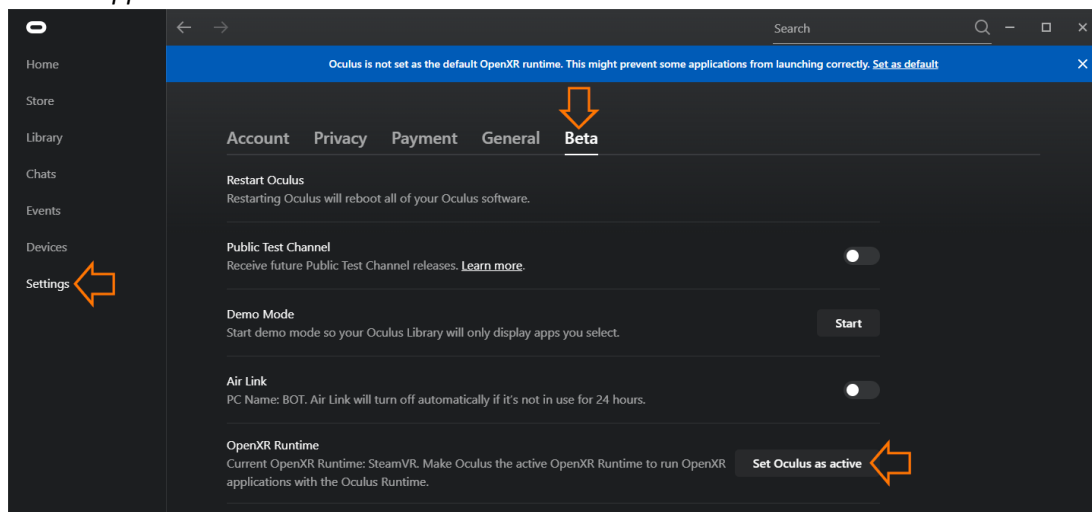 Search
Home
Oculus is not set as the default OpenXR runtime. This might prevent some applications from launching correctly. Set as default
Store
Library
Account Privacy Payment General Beta
Chats
Restart Oculus
Restarting Oculus will reboot all of your Oculus software.
Events
Devices
Public Test Channel
Receive future Public Test Channel releases. Learn more.
Settings
Demo Mode
Start demo mode so your Oculus Library will only display apps you select.
Start
Air Link
PC Name: BOT. Air Link will turn off automatically if it's not in use for 24 hours.
OpenXR Runtime
Current OpenXR Runtime: SteamVR. Make Oculus the active OpenXR Runtime to run OpenXR
applications with the Oculus Runtime.
Set Oculus as active